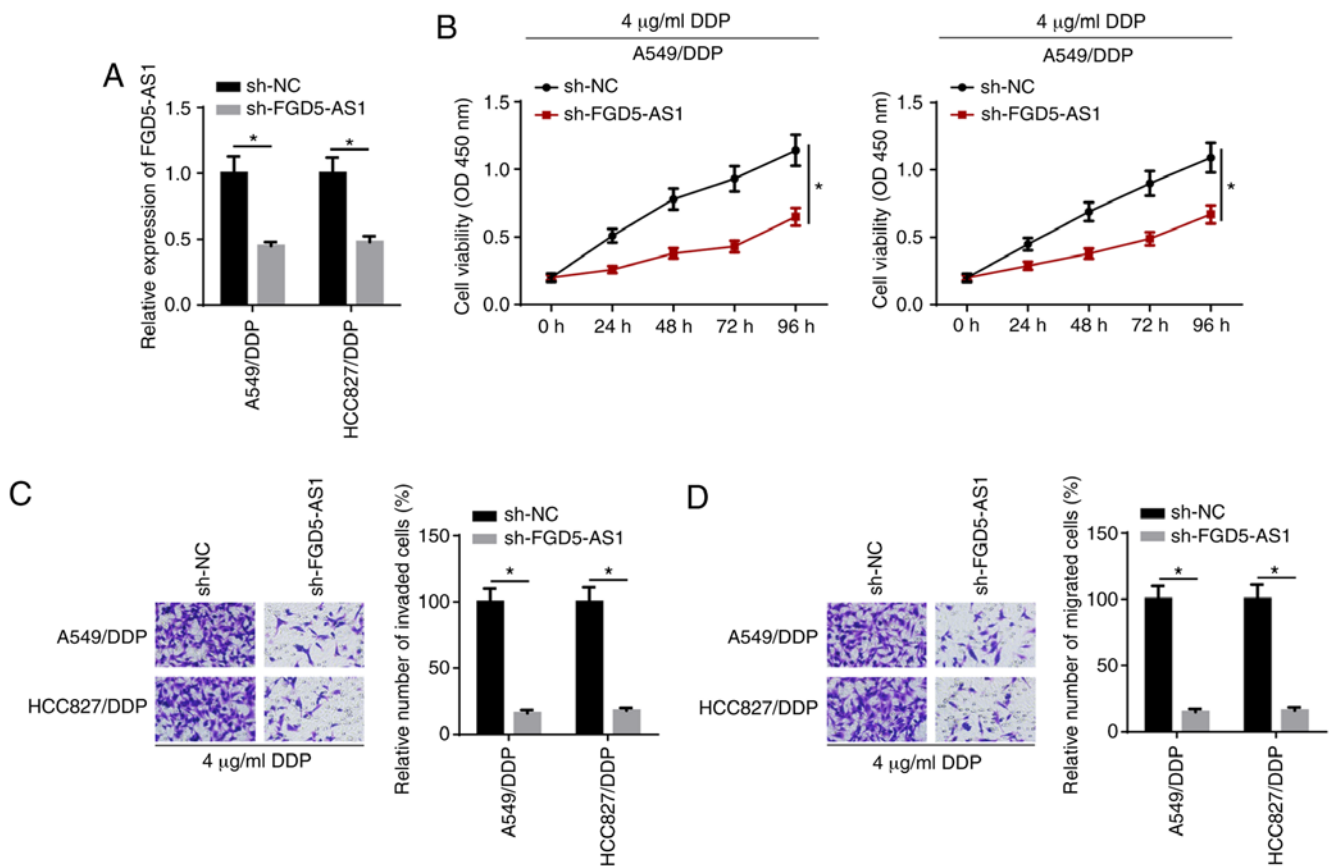 A
Relative expression of FGD5-AS1
sh-NC
sh-FGD5-AS1
1.5
1.0
0.5
0.0
*
*
A549/DDP
HCC827/DDP
B
4 μg/ml DDP
A549/DDP
sh-NC
sh-FGD5-AS1
Cell viability (OD 450 nm)
1.5
1.0
0.5
0.0
*
0 h 24 h 48 h 72 h 96 h
4 μg/ml DDP
A549/DDP
sh-NC
sh-FGD5-AS1
Cell viability (OD 450 nm)
1.5
1.0
0.5
0.0
*
0 h 24 h 48 h 72 h 96 h
C
sh-NC
sh-FGD5-AS1
A549/DDP
HCC827/DDP
4 μg/ml DDP
Relative number of invaded cells (%)
sh-NC
sh-FGD5-AS1
150
100
50
0
*
*
A549/DDP
HCC827/DDP
D
sh-NC
sh-FGD5-AS1
A549/DDP
HCC827/DDP
4 μg/ml DDP
Relative number of migrated cells (%)
sh-NC
sh-FGD5-AS1
150
100
50
0
*
*
A549/DDP
HCC827/DDP